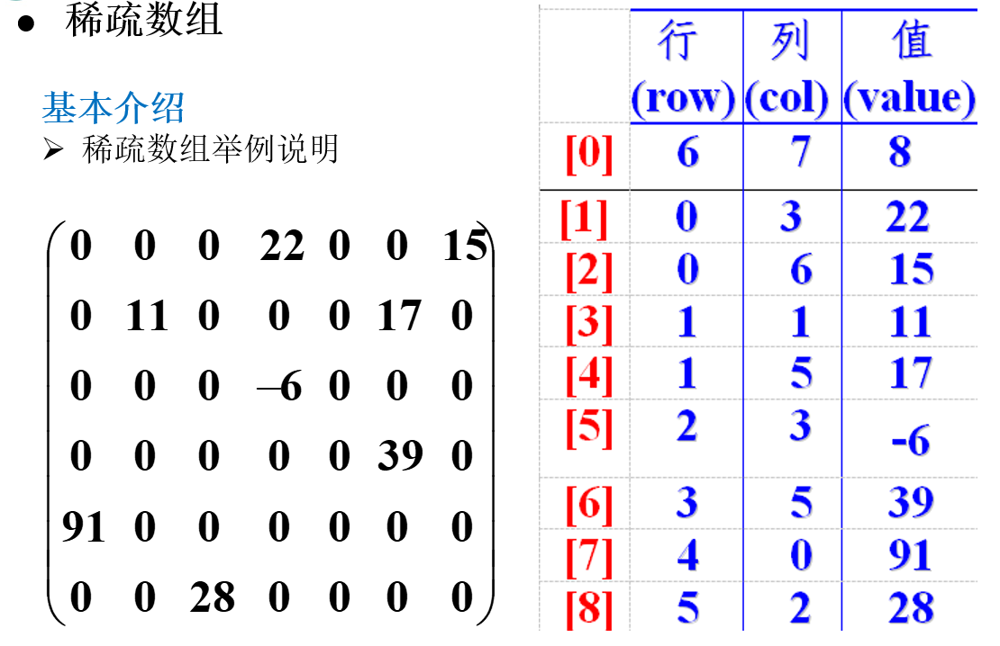 ● 稀疏数组
基本介绍
➢ 稀疏数组举例说明
0 0 0 22 0 0 15
0 11 0 0 0 17 0
0 0 0 –6 0 0 0
0 0 0 0 0 39 0
91 0 0 0 0 0 0
0 0 28 0 0 0 0
行 列 值
(row) (col) (value)
[0] 6 7 8
[1] 0 3 22
[2] 0 6 15
[3] 1 1 11
[4] 1 5 17
[5] 2 3 -6
[6] 3 5 39
[7] 4 0 91
[8] 5 2 28